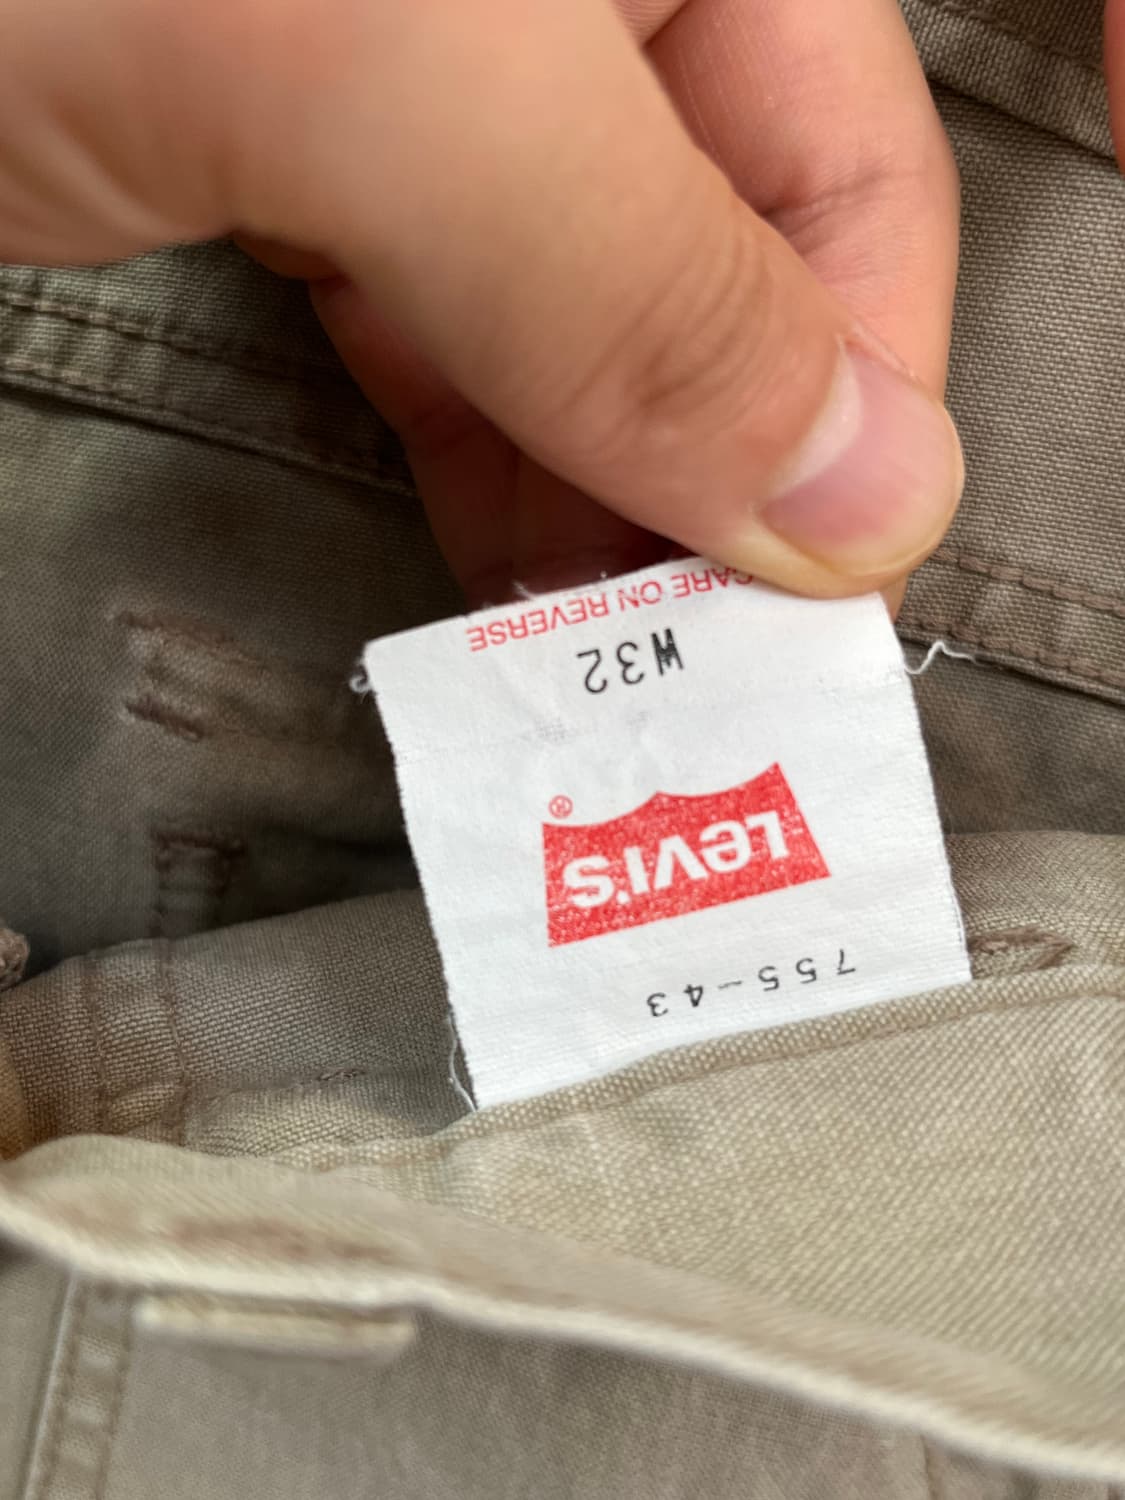 755-43
Levi's®
W32
CARE ON REVERSE